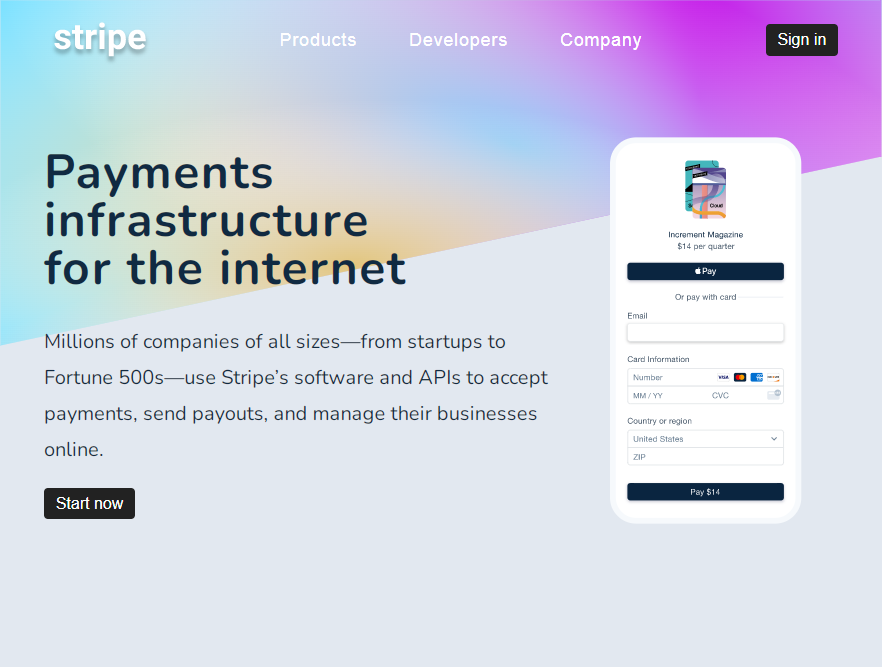 stripe
Products
Developers
Company
Sign in
Payments
infrastructure
for the internet
Millions of companies of all sizes—from startups to
Fortune 500s—use Stripe’s software and APIs to accept
payments, send payouts, and manage their businesses
online.
Start now
Cloud
Increment Magazine
$14 per quarter
Pay
Or pay with card
Email
Card Information
Number
VISA
MM / YY
CVC
Country or region
United States
ZIP
Pay $14